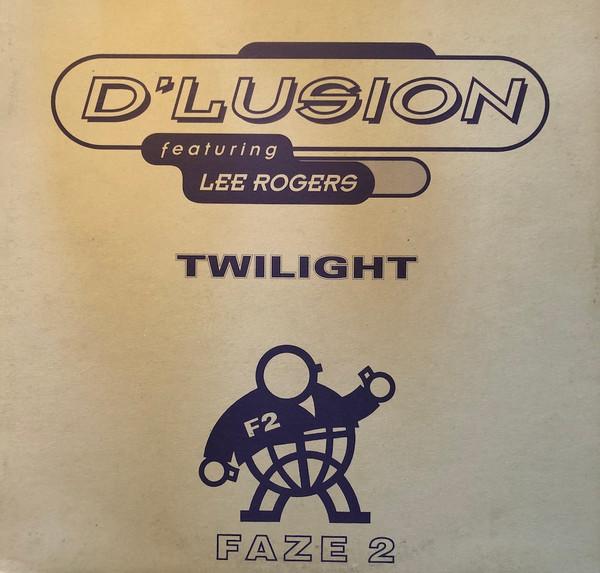 D'LUSION
featuring
LEE ROGERS
TWILIGHT
F2
FAZE 2